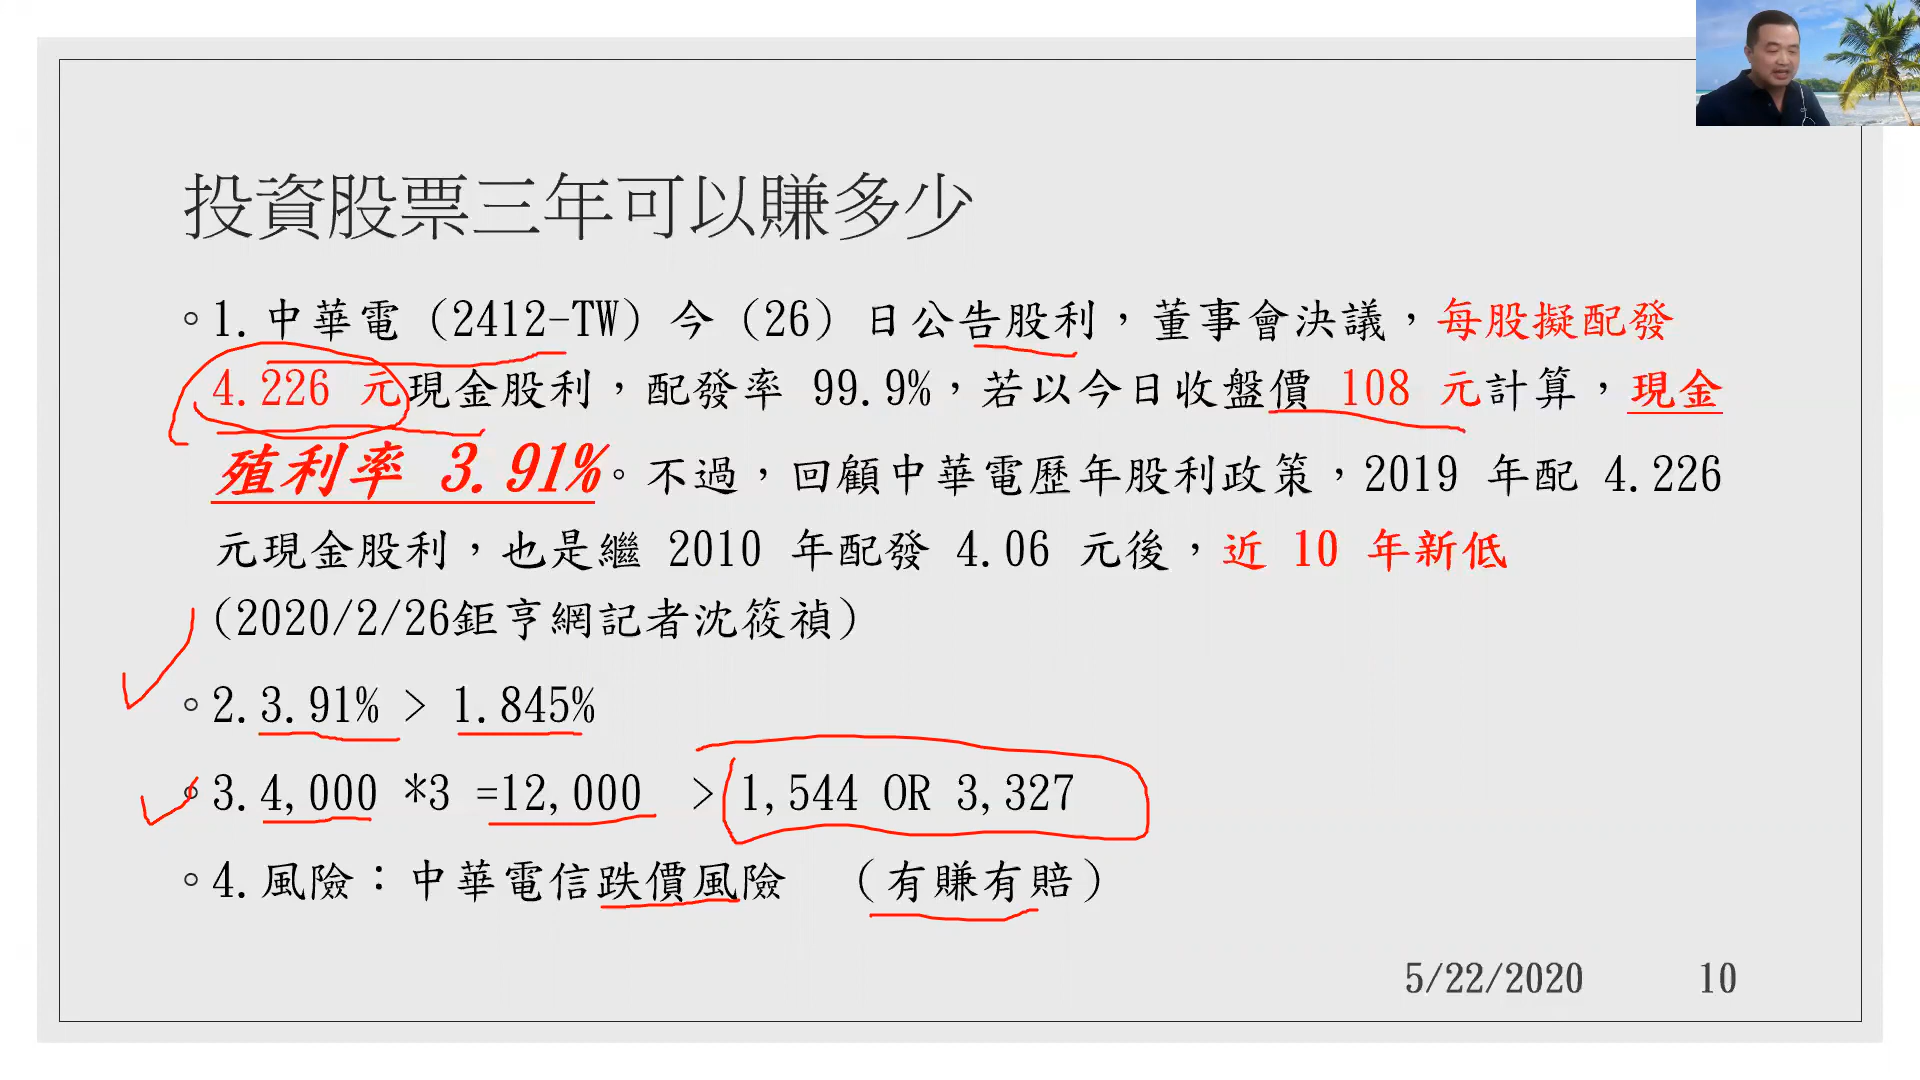 投資股票三年可以賺多少
1.中華電 (2412-TW) 今 (26) 日公告股利，董事會決議，每股擬配發
4.226 元現金股利，配發率 99.9%，若以今日收盤價 108 元計算，現金
殖利率 3.91%。不過，回顧中華電歷年股利政策，2019 年配 4.226
元現金股利，也是繼 2010 年配發 4.06 元後，近 10 年新低
(2020/2/26鉅亨網記者沈筱禎)
2.3.91% > 1.845%
3.4,000 *3 =12,000 > 1,544 OR 3,327
4.風險：中華電信跌價風險 （有賺有賠）
5/22/2020 10